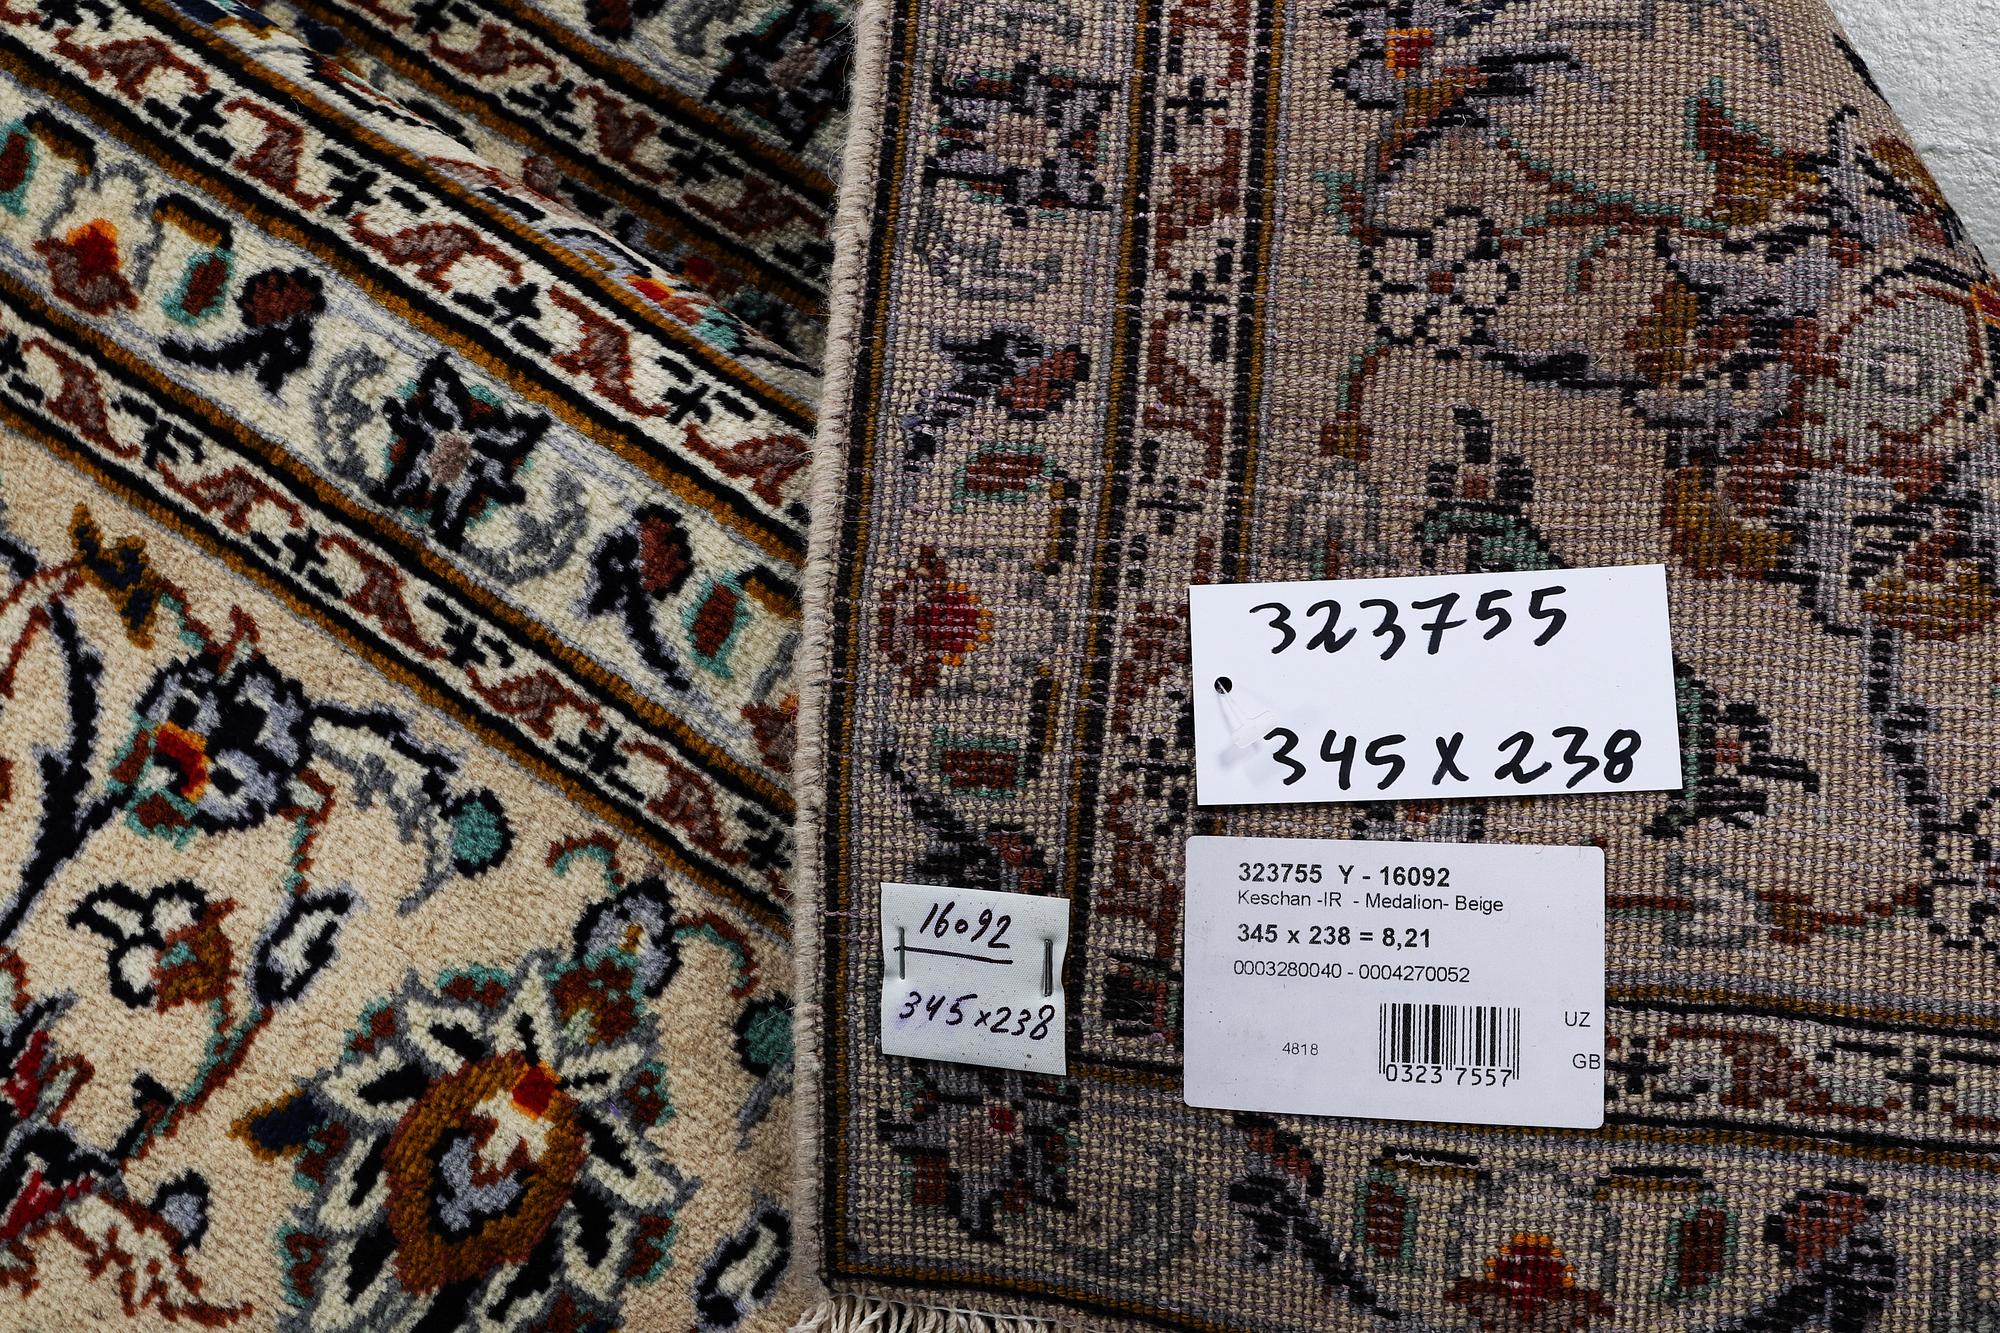 323755
345 x 238
323755 Y - 16092
Keschan -IR - Medalion- Beige
345 x 238 = 8,21
0003280040 - 0004270052
UZ
4818
GB
0323 7557
16092
345x238